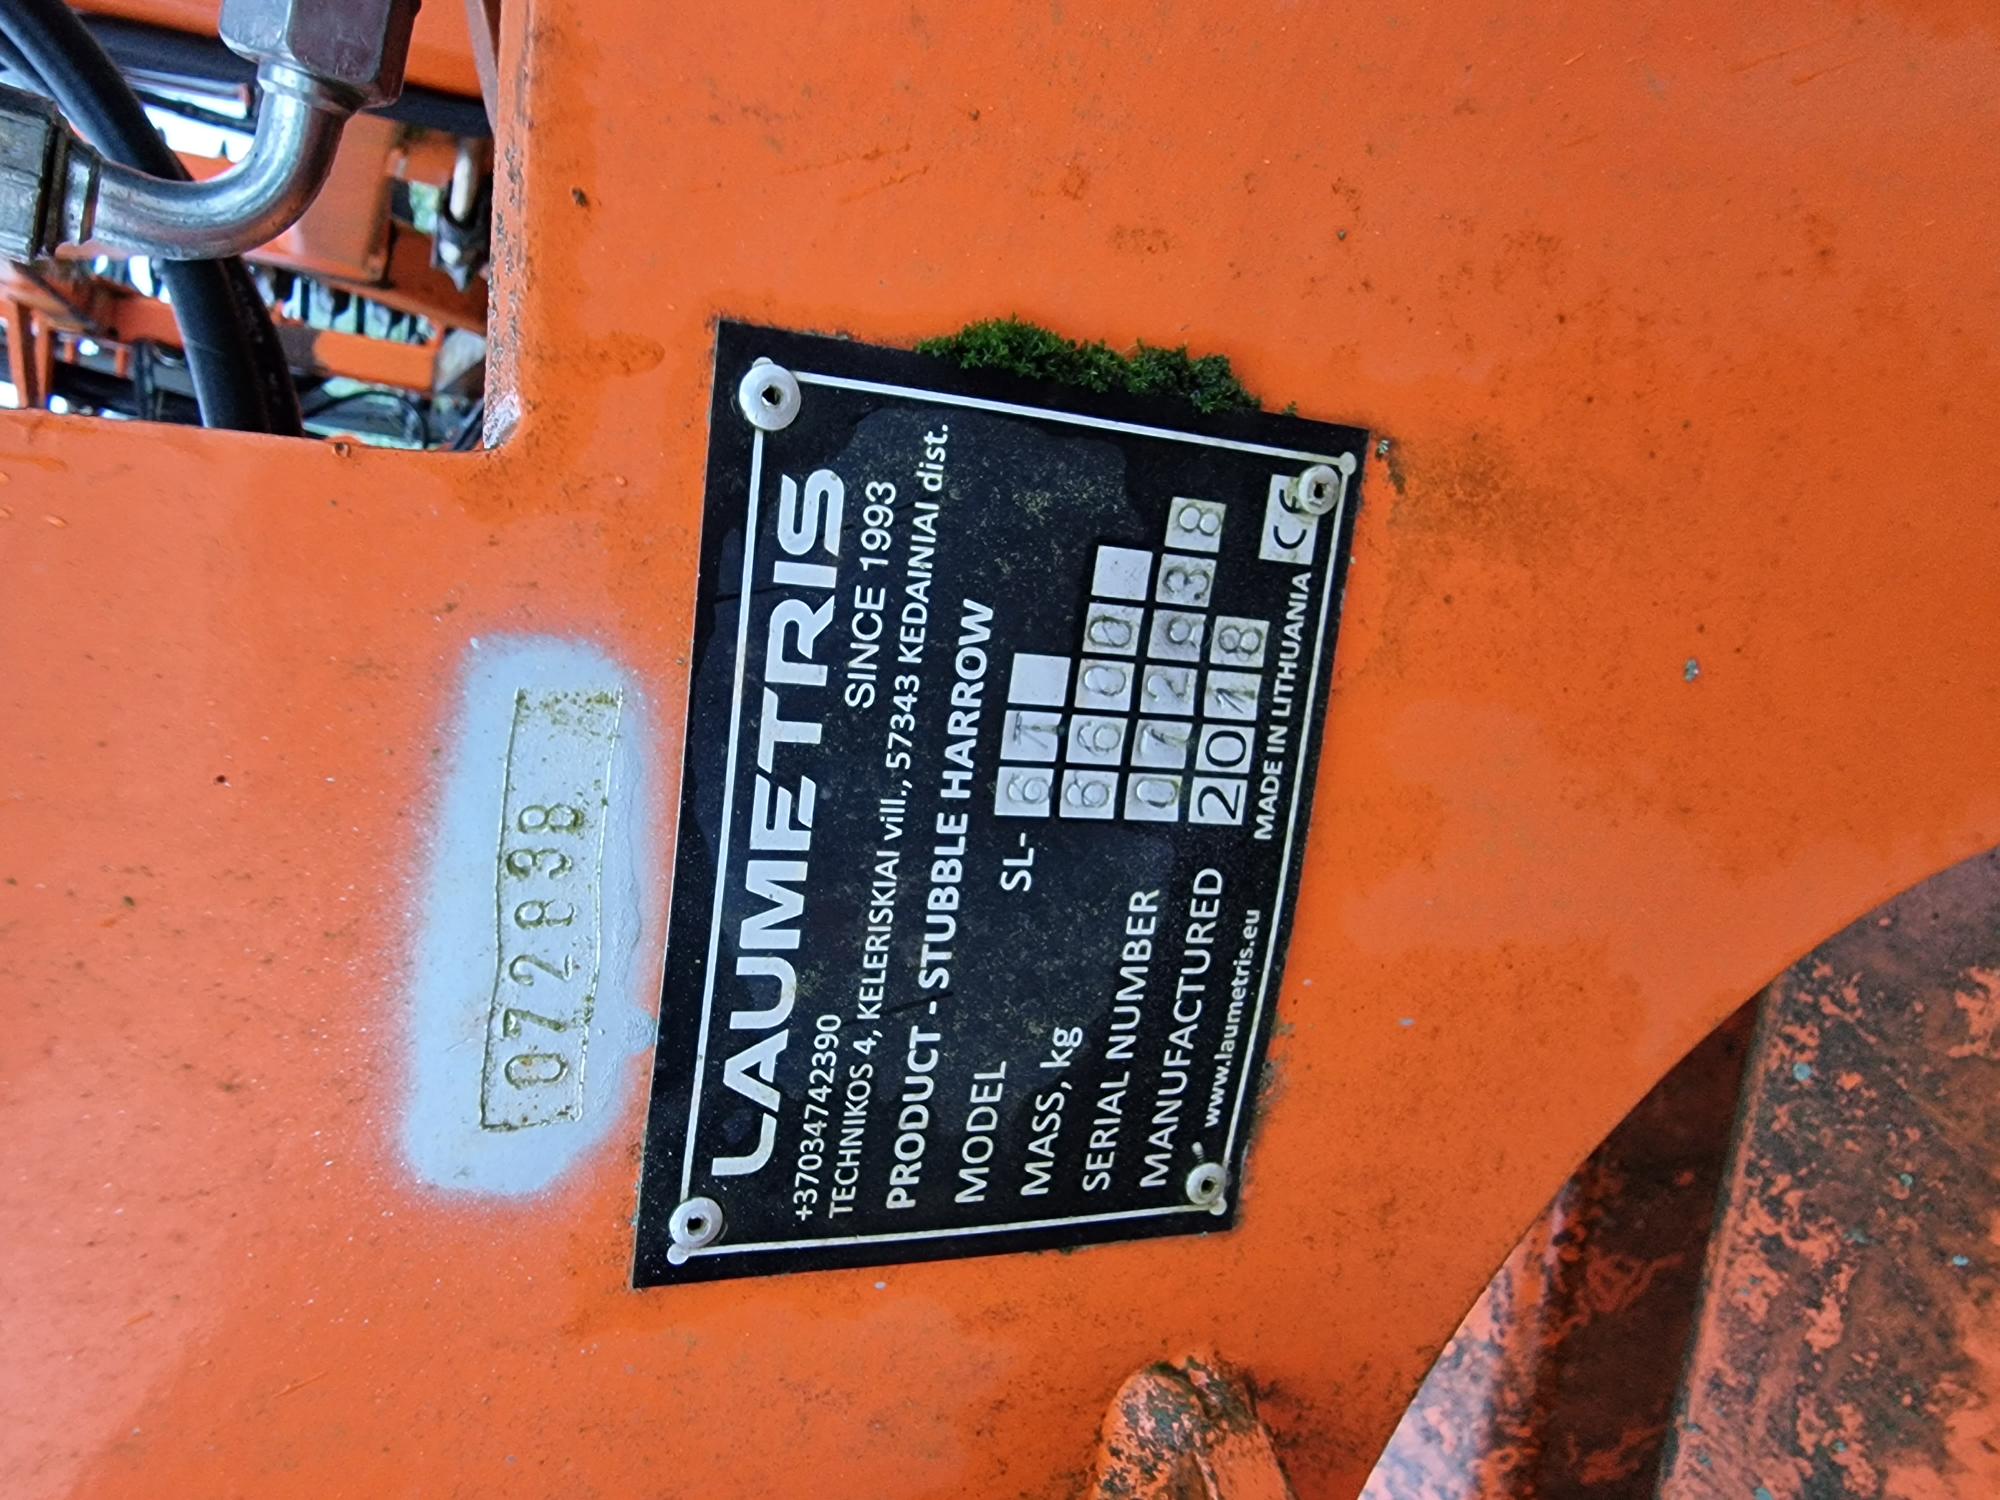 072838
LAUMETRIS
+37034742390 SINCE 1993
TECHNIKOS 4, KELERISKIAI vill., 57343 KEDAINIAI dist.
PRODUCT - STUBBLE HARROW
MODEL SL- 6T
MASS, kg 6600
SERIAL NUMBER 072838
MANUFACTURED 2018
www.laumetris.eu MADE IN LITHUANIA CE